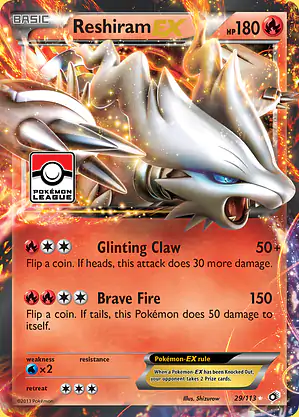 BASIC
Reshiram EX HP 180
POKÉMON
LEAGUE
Glinting Claw 50+
Flip a coin. If heads, this attack does 30 more damage.
Brave Fire 150
Flip a coin. If tails, this Pokémon does 50 damage to
itself.
weakness resistance
×2
Pokémon-EX rule
When a Pokémon-EX has been Knocked Out,
your opponent takes 2 Prize cards.
retreat
©2013 Pokémon
Illus. Shizurow
29/113